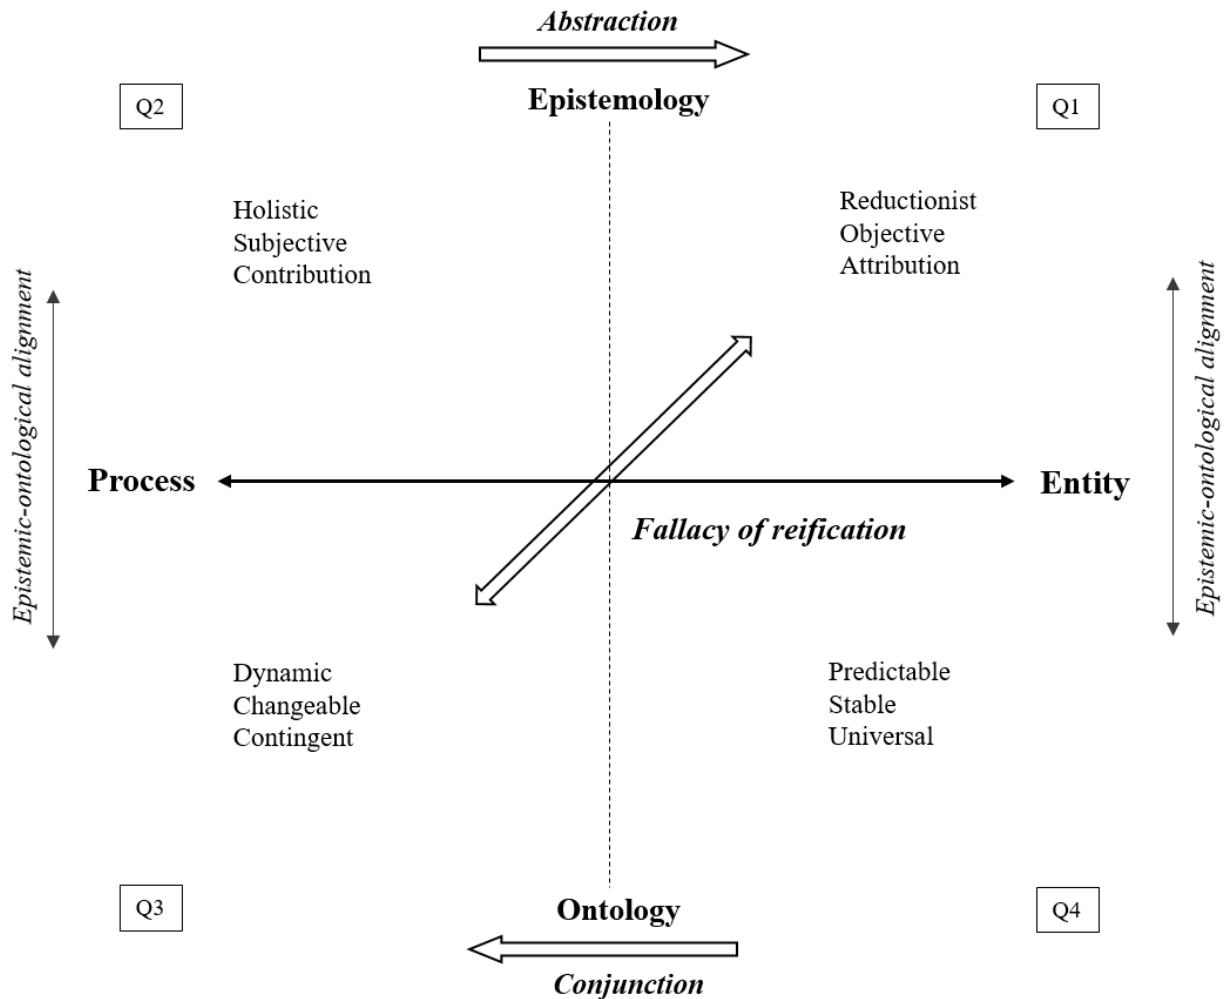 Abstraction
Epistemology
Q2
Q1
Holistic
Subjective
Contribution
Reductionist
Objective
Attribution
Epistemic-ontological alignment
Epistemic-ontological alignment
Process
Entity
Fallacy of reification
Dynamic
Changeable
Contingent
Predictable
Stable
Universal
Q3
Q4
Ontology
Conjunction